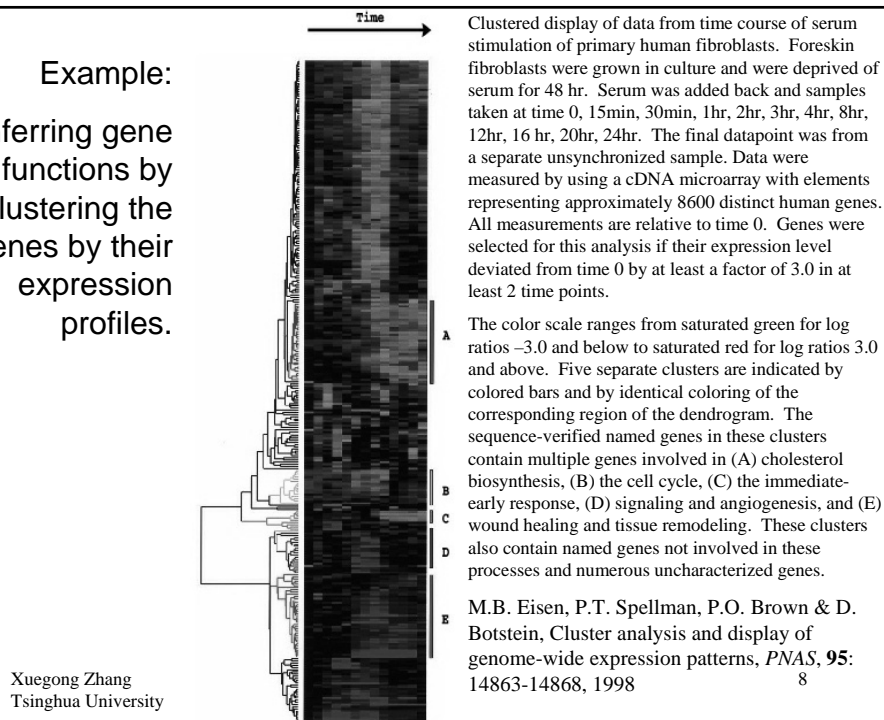 Example:
ferring gene
functions by
lustering the
enes by their
expression
profiles.
Xuegong Zhang
Tsinghua University
Time
A
B
C
D
E
Clustered display of data from time course of serum
stimulation of primary human fibroblasts.  Foreskin
fibroblasts were grown in culture and were deprived of
serum for 48 hr.  Serum was added back and samples
taken at time 0, 15min, 30min, 1hr, 2hr, 3hr, 4hr, 8hr,
12hr, 16 hr, 20hr, 24hr.  The final datapoint was from
a separate unsynchronized sample. Data were
measured by using a cDNA microarray with elements
representing approximately 8600 distinct human genes.
All measurements are relative to time 0.  Genes were
selected for this analysis if their expression level
deviated from time 0 by at least a factor of 3.0 in at
least 2 time points.
The color scale ranges from saturated green for log
ratios –3.0 and below to saturated red for log ratios 3.0
and above.  Five separate clusters are indicated by
colored bars and by identical coloring of the
corresponding region of the dendrogram.  The
sequence-verified named genes in these clusters
contain multiple genes involved in (A) cholesterol
biosynthesis, (B) the cell cycle, (C) the immediate-
early response, (D) signaling and angiogenesis, and (E)
wound healing and tissue remodeling.  These clusters
also contain named genes not involved in these
processes and numerous uncharacterized genes.
M.B. Eisen, P.T. Spellman, P.O. Brown & D.
Botstein, Cluster analysis and display of
genome-wide expression patterns, PNAS, 95:
14863-14868, 1998
8